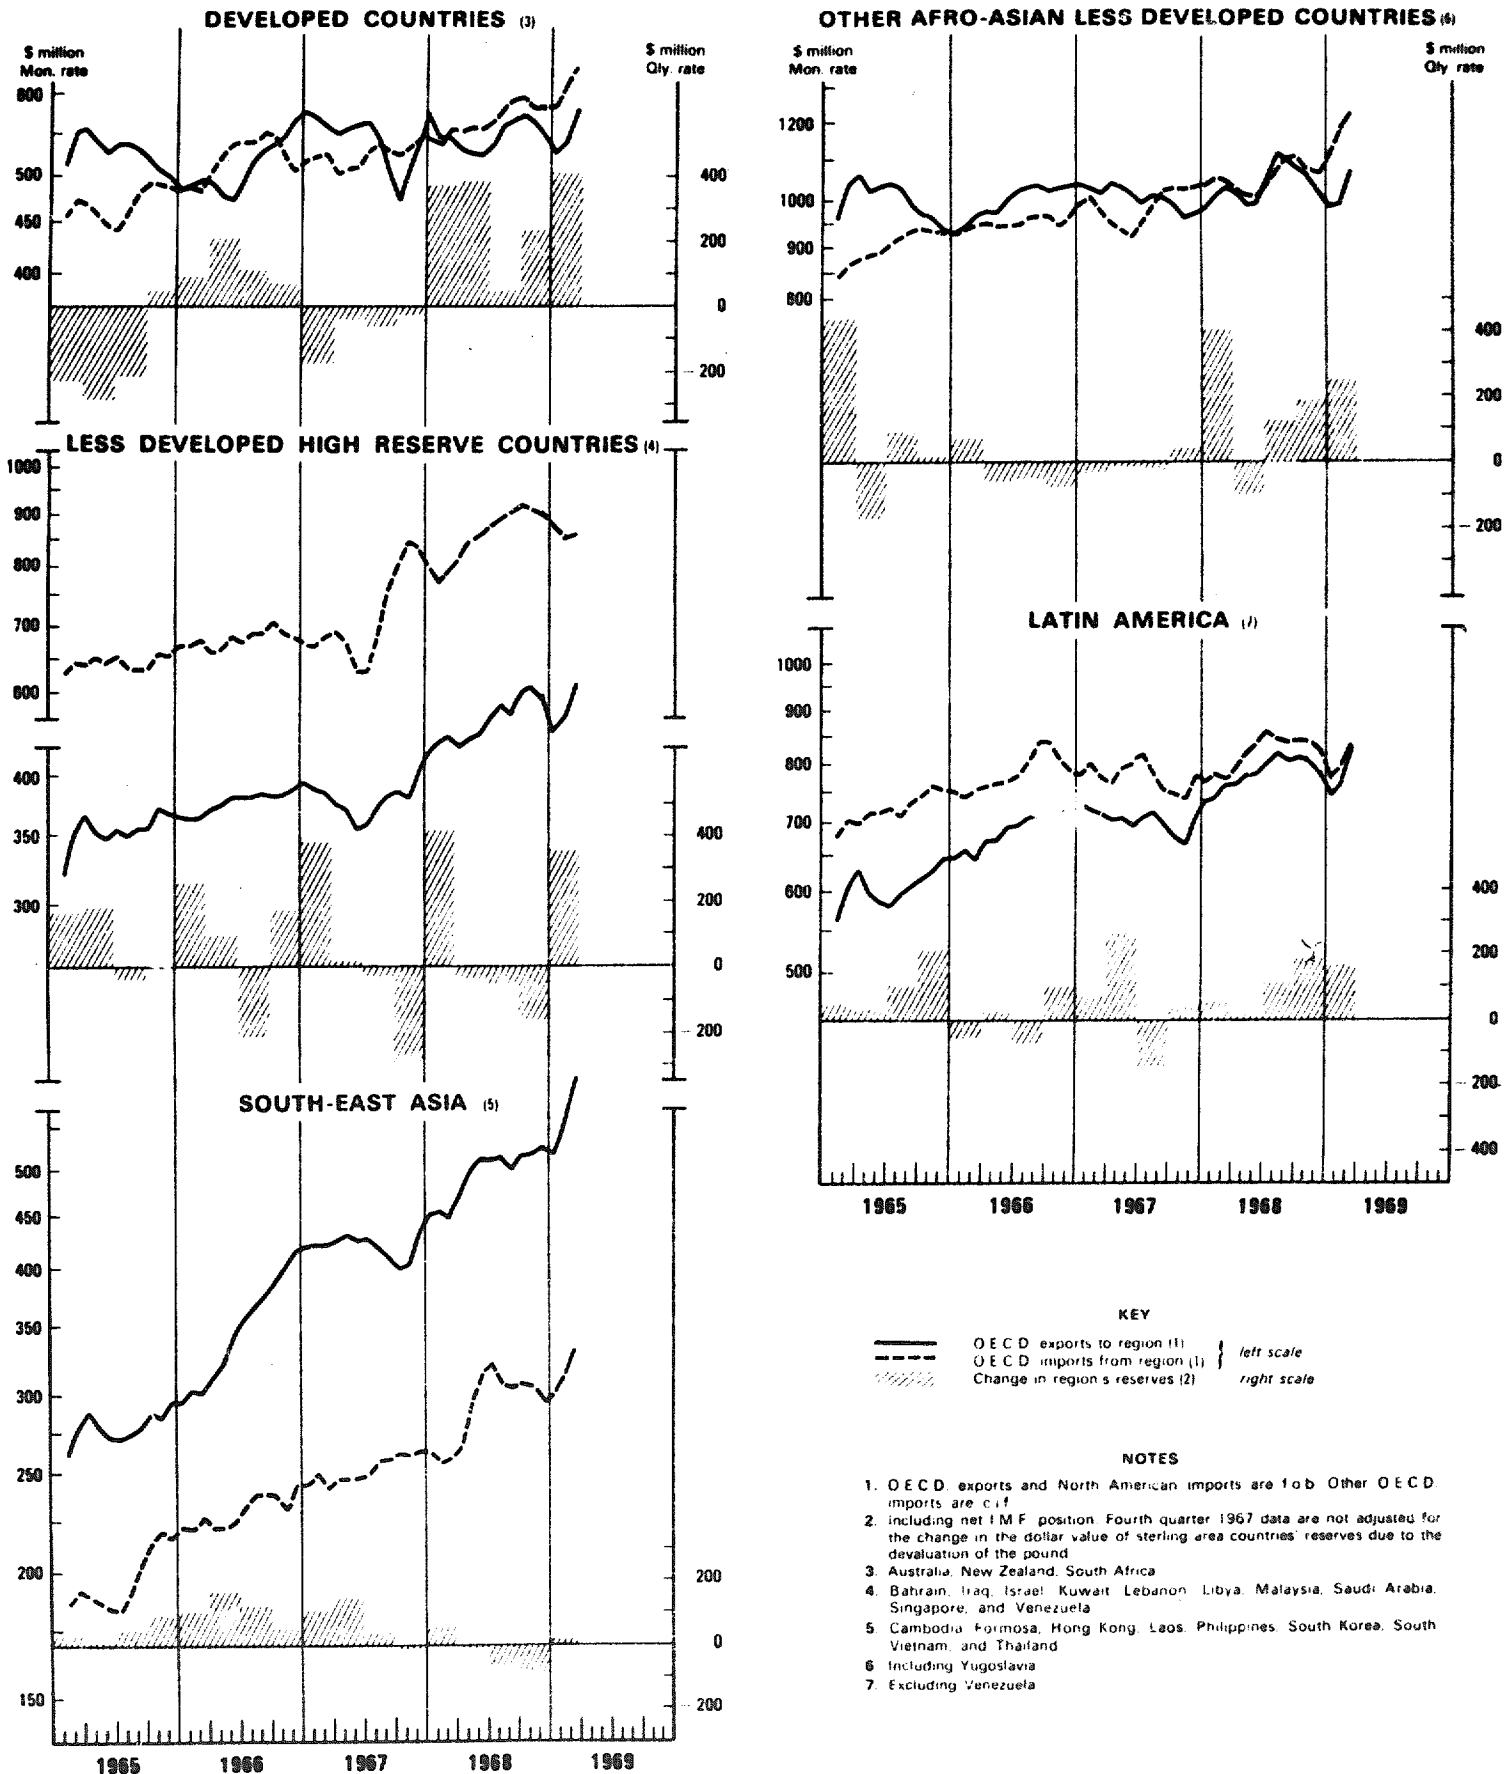 DEVELOPED COUNTRIES (3)
$ million
Mon. rate
$ million
Qly. rate
600
500
450
400
400
200
0
200
LESS DEVELOPED HIGH RESERVE COUNTRIES (4)
1000
900
800
700
600
400
350
300
400
200
0
200
SOUTH-EAST ASIA (5)
500
450
400
350
300
250
200
150
200
0
200
1965 1966 1967 1968 1969
OTHER AFRO-ASIAN LESS DEVELOPED COUNTRIES (6)
$ million
Mon. rate
$ million
Qly rate
1200
1000
900
800
400
200
0
200
LATIN AMERICA (7)
1000
900
800
700
600
500
400
200
0
200
400
1965 1966 1967 1968 1969
KEY
O E C D exports to region (1)
O E C D imports from region (1)
left scale
Change in region s reserves (2) right scale
NOTES
1. O E C D. exports and North American imports are f o b Other O E C D.
imports are c i f
2. including net I M F position. Fourth quarter 1967 data are not adjusted for
the change in the dollar value of sterling area countries' reserves due to the
devaluation of the pound
3. Australia, New Zealand, South Africa
4. Bahrain, Iraq, Israel Kuwait Lebanon Libya, Malaysia, Saudi Arabia,
Singapore, and Venezuela
5. Cambodia Formosa, Hong Kong, Laos, Philippines, South Korea, South
Vietnam, and Thailand
6 Including Yugoslavia
7. Excluding Venezuela